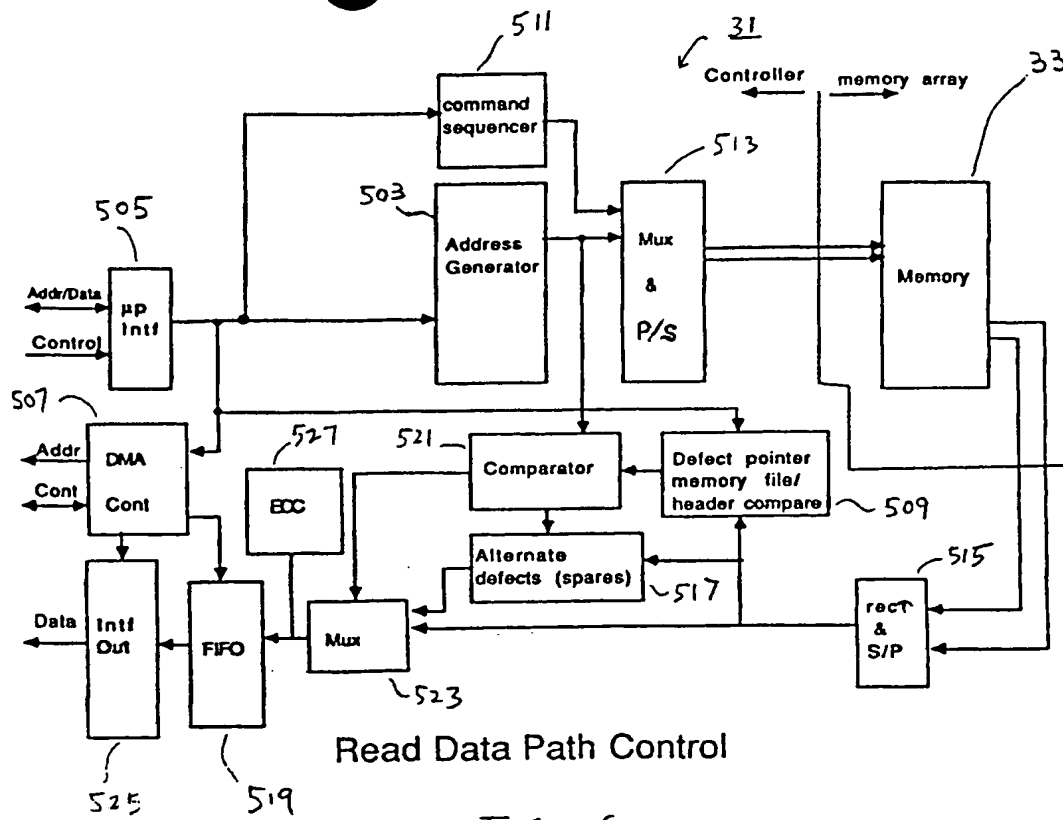 511
31
Controller
memory array
33
command
sequencer
513
505
503
Address
Generator
Mux
&
P/S
Memory
Addr/Data
µp
Intf
Control
507
Addr
DMA
Cont
Cont
527
ECC
521
Comparator
Defect pointer
memory file/
header compare
509
Alternate
defects (spares)
517
515
rect
&
S/P
Data
Intf
Out
FIFO
Mux
523
Read Data Path Control
525
519